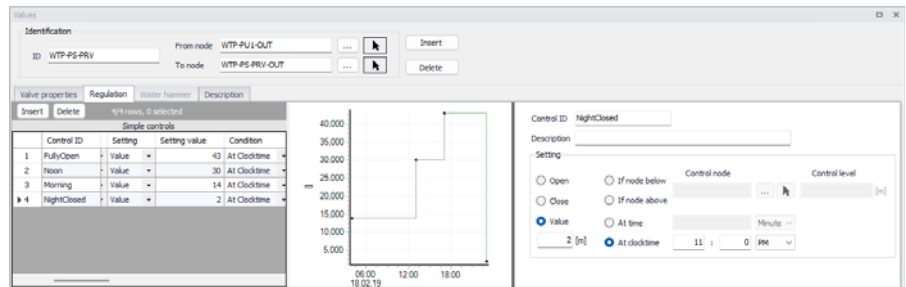 Valves
Identification
ID WTP-PS-PRV
From node WTP-PU1-OUT ... Insert
To node WTP-PS-PRV-OUT ... Delete
Valve properties Regulation Water hammer Description
Insert Delete 4/4 rows, 0 selected
Simple controls
Control ID Setting Setting value Condition
1 FullyOpen Value 43 At Clocktime
2 Noon Value 30 At Clocktime
3 Morning Value 14 At Clocktime
4 NightClosed Value 2 At Clocktime
40.000
35.000
30.000
25.000
20.000
15.000
10.000
5.000
06:00 12:00 18:00
18.02.19
Control ID NightClosed
Description
Setting
Control node Control level
Open If node below ... [m]
Close If node above
Value At time Minute
2 [m] At clocktime 11 : 0 PM